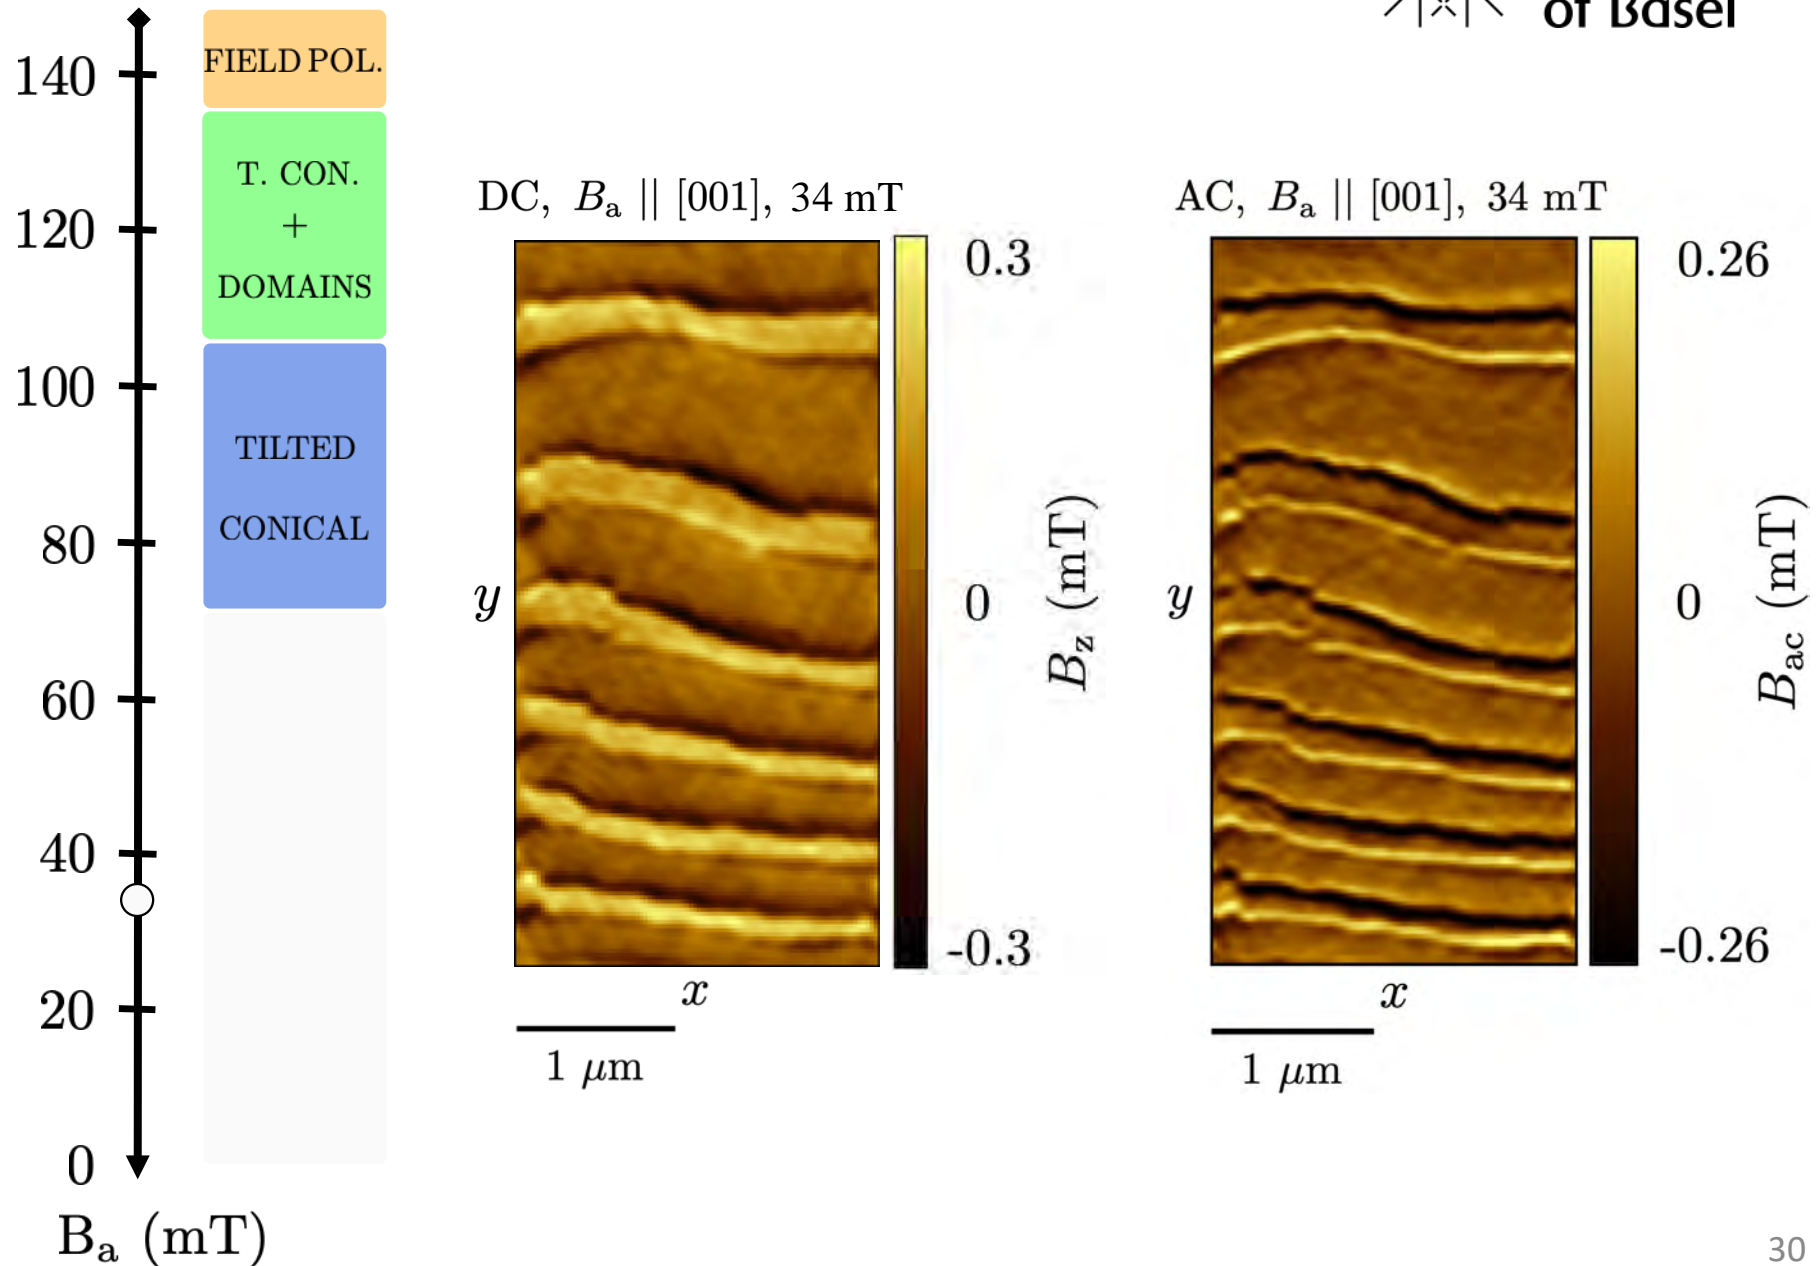 of Basel
FIELD POL.
140
T. CON.
+
DOMAINS
120
100
TILTED
CONICAL
80
60
40
20
0
Bₐ (mT)
DC, Bₐ || [001], 34 mT
0.3
0
-0.3
B_z (mT)
y
x
1 μm
AC, Bₐ || [001], 34 mT
0.26
0
-0.26
B_ac (mT)
y
x
1 μm
30